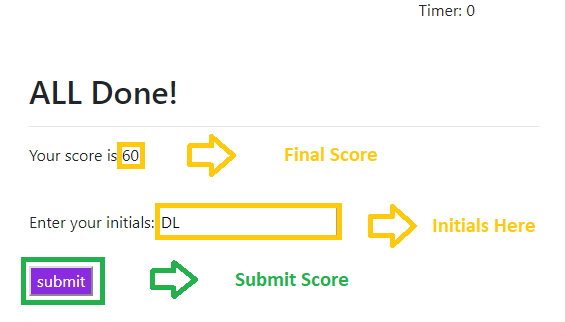 Timer: 0
ALL Done!
Your score is 60 Final Score
Enter your initials: DL Initials Here
submit Submit Score